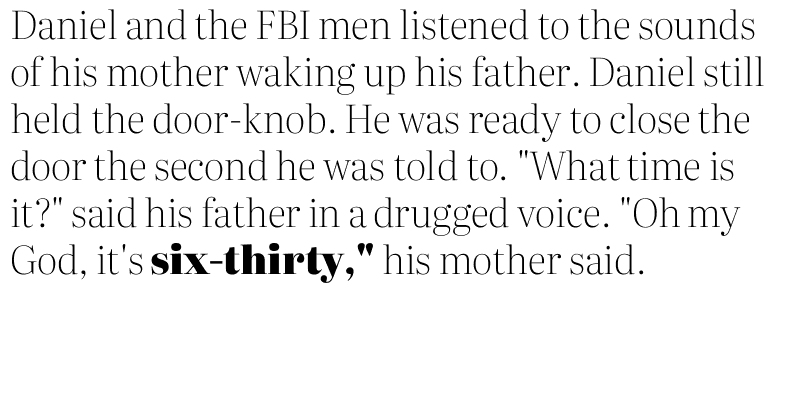 Daniel and the FBI men listened to the sounds
of his mother waking up his father. Daniel still
held the door-knob. He was ready to close the
door the second he was told to. "What time is
it?" said his father in a drugged voice. "Oh my
God, it's six-thirty," his mother said.